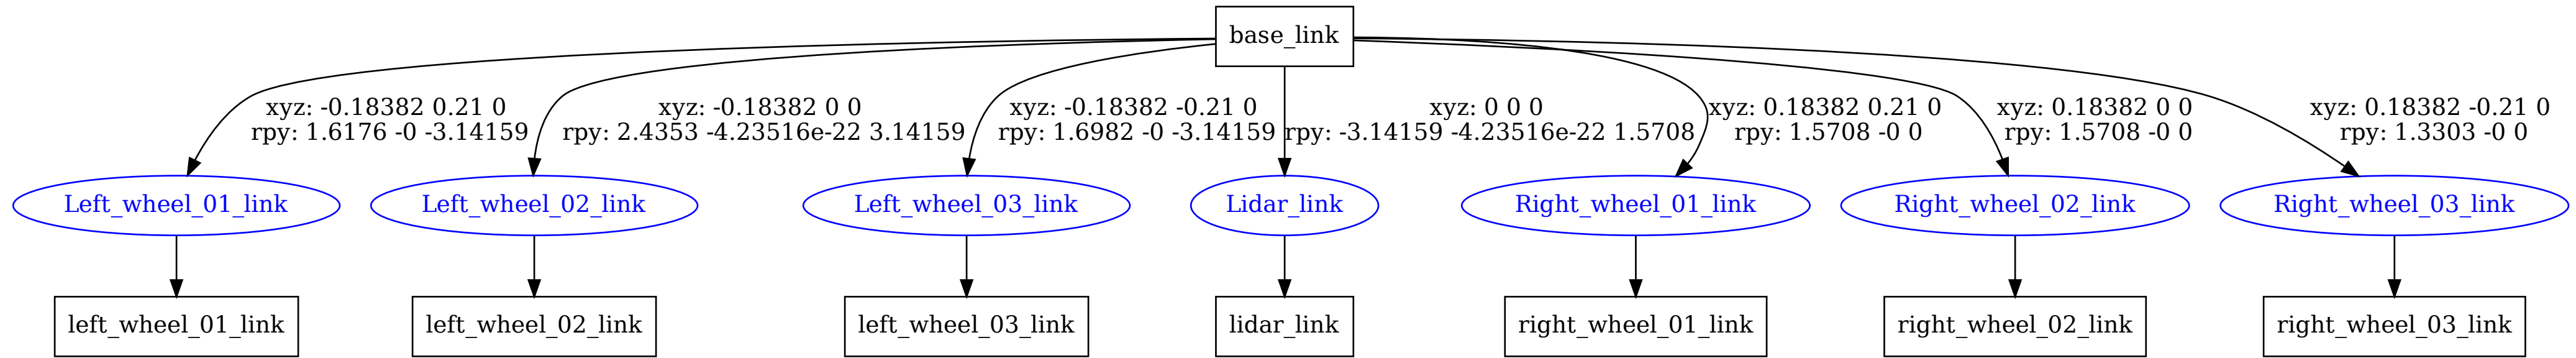 base_link
xyz: -0.18382 0.21 0
rpy: 1.6176 -0 -3.14159
xyz: -0.18382 0 0
rpy: 2.4353 -4.23516e-22 3.14159
xyz: -0.18382 -0.21 0
rpy: 1.6982 -0 -3.14159
xyz: 0 0 0
rpy: -3.14159 -4.23516e-22 1.5708
xyz: 0.18382 0.21 0
rpy: 1.5708 -0 0
xyz: 0.18382 0 0
rpy: 1.5708 -0 0
xyz: 0.18382 -0.21 0
rpy: 1.3303 -0 0
Left_wheel_01_link
Left_wheel_02_link
Left_wheel_03_link
Lidar_link
Right_wheel_01_link
Right_wheel_02_link
Right_wheel_03_link
left_wheel_01_link
left_wheel_02_link
left_wheel_03_link
lidar_link
right_wheel_01_link
right_wheel_02_link
right_wheel_03_link